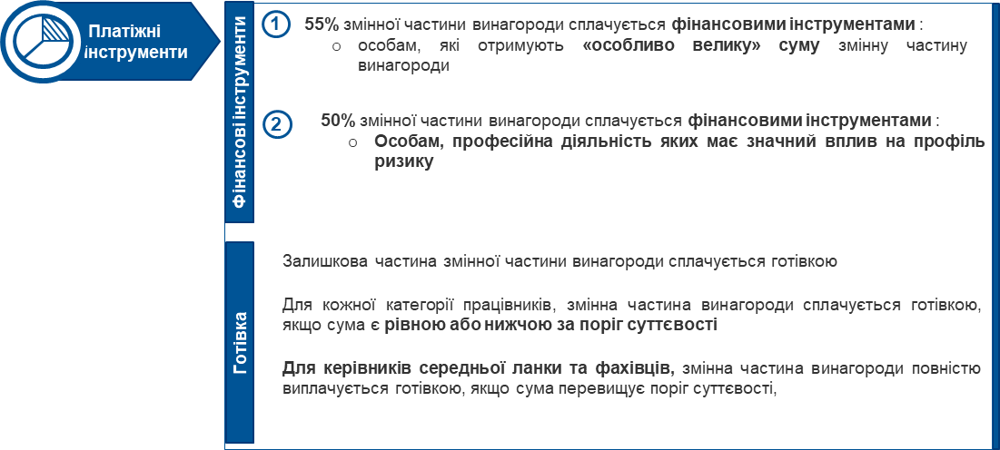 Платіжні
інструменти
Фінансові інструменти
1 55% змінної частини винагороди сплачується фінансовими інструментами :
o особам, які отримують «особливо велику» суму змінну частину
винагороди
2 50% змінної частини винагороди сплачується фінансовими інструментами :
o Особам, професійна діяльність яких має значний вплив на профіль
ризику
Готівка
Залишкова частина змінної частини винагороди сплачується готівкою
Для кожної категорії працівників, змінна частина винагороди сплачується готівкою,
якщо сума є рівною або нижчою за поріг суттєвості
Для керівників середньої ланки та фахівців, змінна частина винагороди повністю
виплачується готівкою, якщо сума перевищує поріг суттєвості,